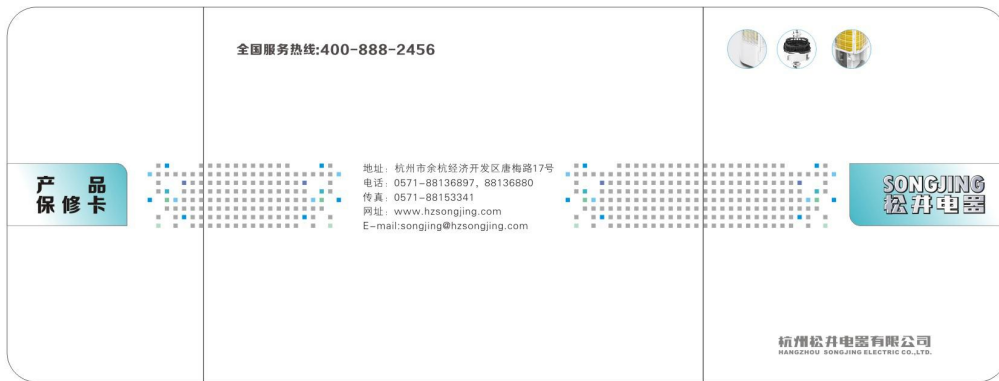 全国服务热线:400-888-2456
产 品
保修卡
地址：杭州市余杭经济开发区唐梅路17号
电话：0571-88136897，88136880
传真：0571-88153341
网址：www.hzsongjing.com
E-mail:songjing@hzsongjing.com
SONGJING
松井电器
杭州松井电器有限公司
HANGZHOU SONGJING ELECTRIC CO.,LTD.